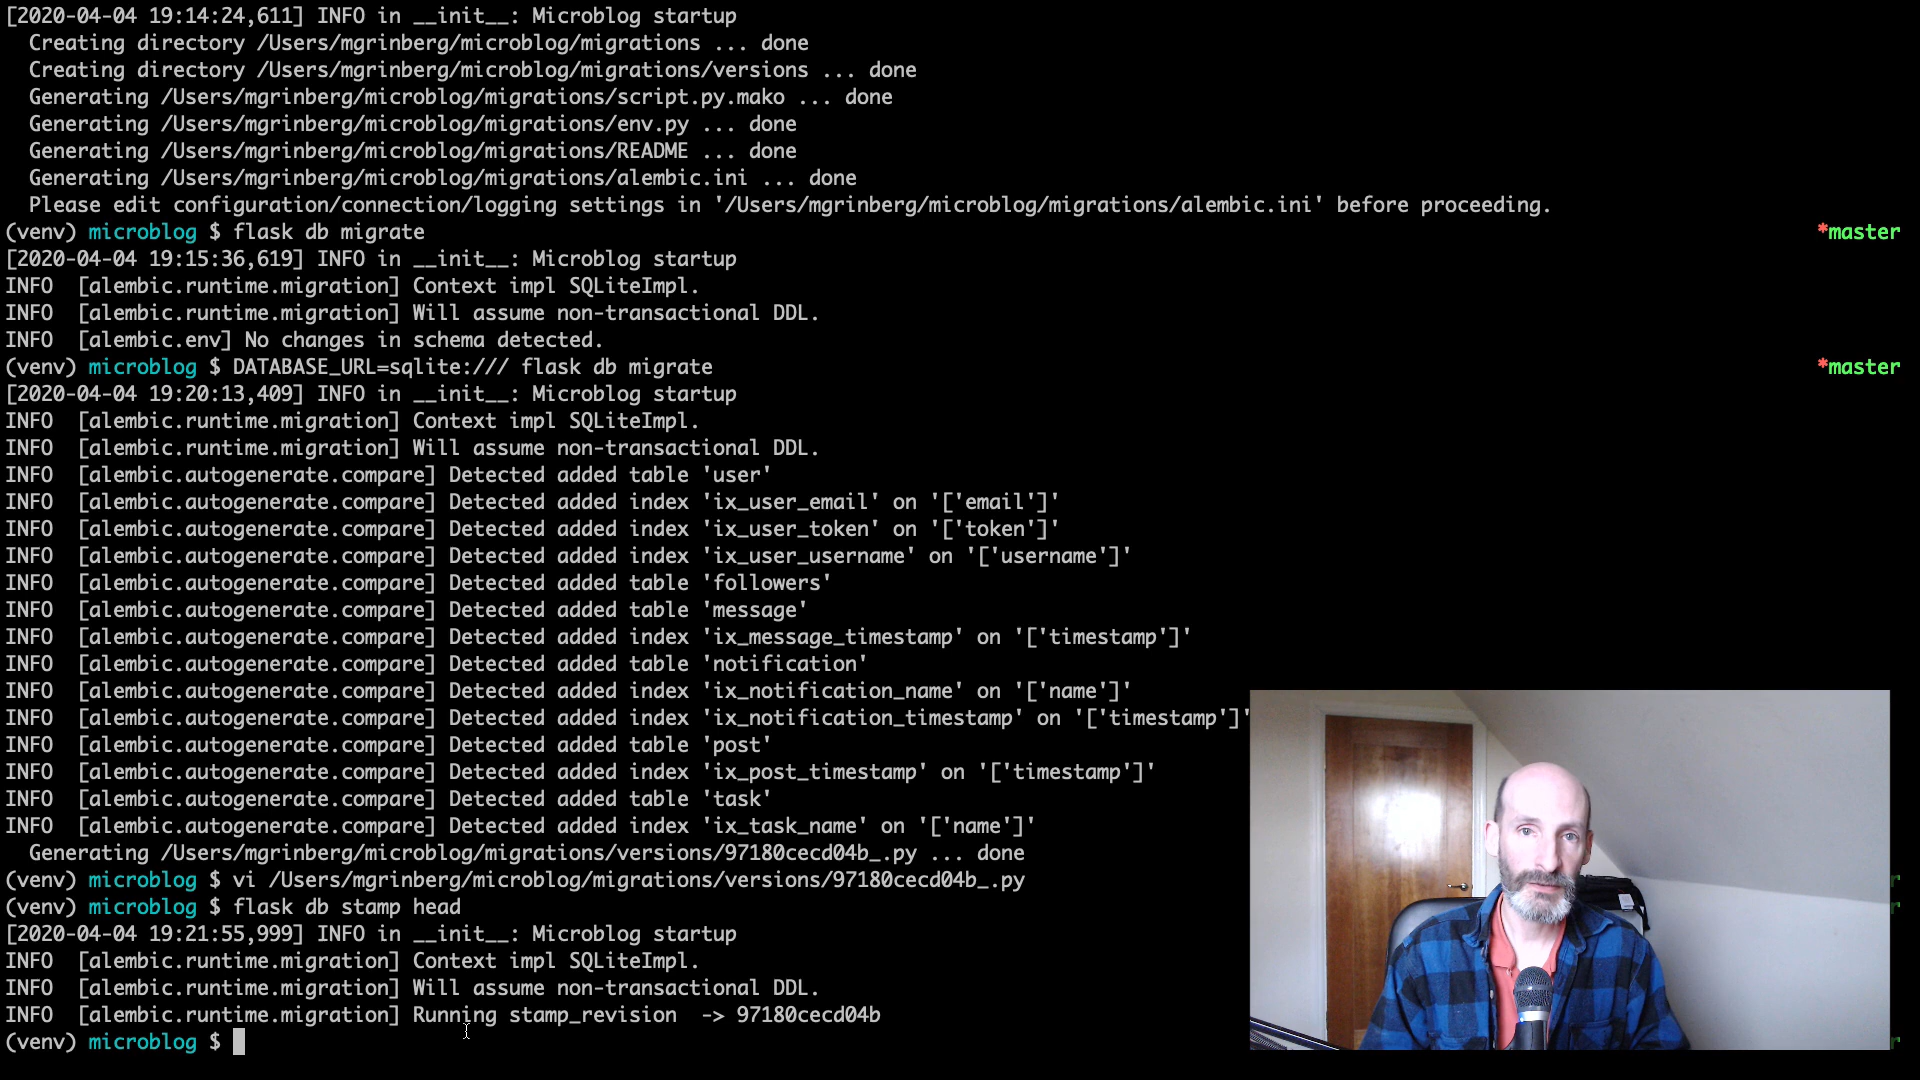 [2020-04-04 19:14:24,611] INFO in __init__: Microblog startup
  Creating directory /Users/mgrinberg/microblog/migrations ... done
  Creating directory /Users/mgrinberg/microblog/migrations/versions ... done
  Generating /Users/mgrinberg/microblog/migrations/script.py.mako ... done
  Generating /Users/mgrinberg/microblog/migrations/env.py ... done
  Generating /Users/mgrinberg/microblog/migrations/README ... done
  Generating /Users/mgrinberg/microblog/migrations/alembic.ini ... done
  Please edit configuration/connection/logging settings in '/Users/mgrinberg/microblog/migrations/alembic.ini' before proceeding.
(venv) microblog $ flask db migrate *master
[2020-04-04 19:15:36,619] INFO in __init__: Microblog startup
INFO  [alembic.runtime.migration] Context impl SQLiteImpl.
INFO  [alembic.runtime.migration] Will assume non-transactional DDL.
INFO  [alembic.env] No changes in schema detected.
(venv) microblog $ DATABASE_URL=sqlite:/// flask db migrate *master
[2020-04-04 19:20:13,409] INFO in __init__: Microblog startup
INFO  [alembic.runtime.migration] Context impl SQLiteImpl.
INFO  [alembic.runtime.migration] Will assume non-transactional DDL.
INFO  [alembic.autogenerate.compare] Detected added table 'user'
INFO  [alembic.autogenerate.compare] Detected added index 'ix_user_email' on '['email']'
INFO  [alembic.autogenerate.compare] Detected added index 'ix_user_token' on '['token']'
INFO  [alembic.autogenerate.compare] Detected added index 'ix_user_username' on '['username']'
INFO  [alembic.autogenerate.compare] Detected added table 'followers'
INFO  [alembic.autogenerate.compare] Detected added table 'message'
INFO  [alembic.autogenerate.compare] Detected added index 'ix_message_timestamp' on '['timestamp']'
INFO  [alembic.autogenerate.compare] Detected added table 'notification'
INFO  [alembic.autogenerate.compare] Detected added index 'ix_notification_name' on '['name']'
INFO  [alembic.autogenerate.compare] Detected added index 'ix_notification_timestamp' on '['timestamp']'
INFO  [alembic.autogenerate.compare] Detected added table 'post'
INFO  [alembic.autogenerate.compare] Detected added index 'ix_post_timestamp' on '['timestamp']'
INFO  [alembic.autogenerate.compare] Detected added table 'task'
INFO  [alembic.autogenerate.compare] Detected added index 'ix_task_name' on '['name']'
  Generating /Users/mgrinberg/microblog/migrations/versions/97180cecd04b_.py ... done
(venv) microblog $ vi /Users/mgrinberg/microblog/migrations/versions/97180cecd04b_.py
(venv) microblog $ flask db stamp head
[2020-04-04 19:21:55,999] INFO in __init__: Microblog startup
INFO  [alembic.runtime.migration] Context impl SQLiteImpl.
INFO  [alembic.runtime.migration] Will assume non-transactional DDL.
INFO  [alembic.runtime.migration] Running stamp_revision  -> 97180cecd04b
(venv) microblog $